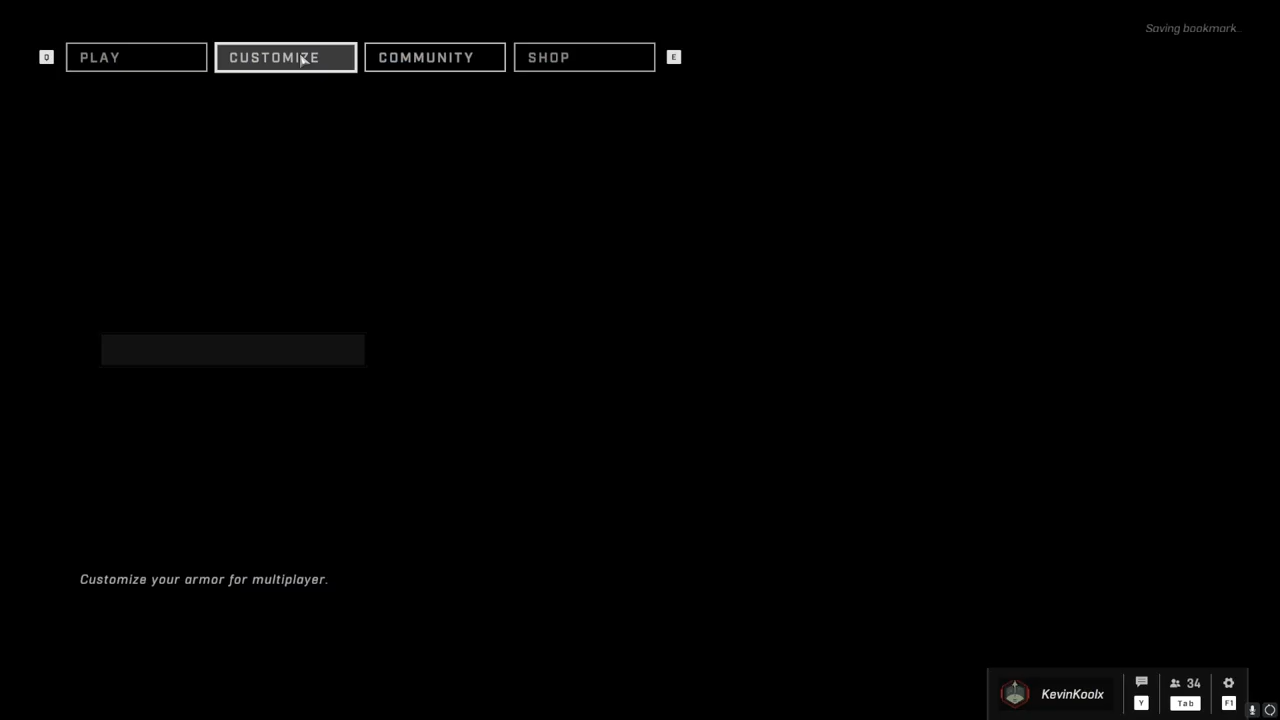 Saving bookmark...
Q PLAY CUSTOMIZE COMMUNITY SHOP E
Customize your armor for multiplayer.
KevinKoolx 34
Y Tab F1